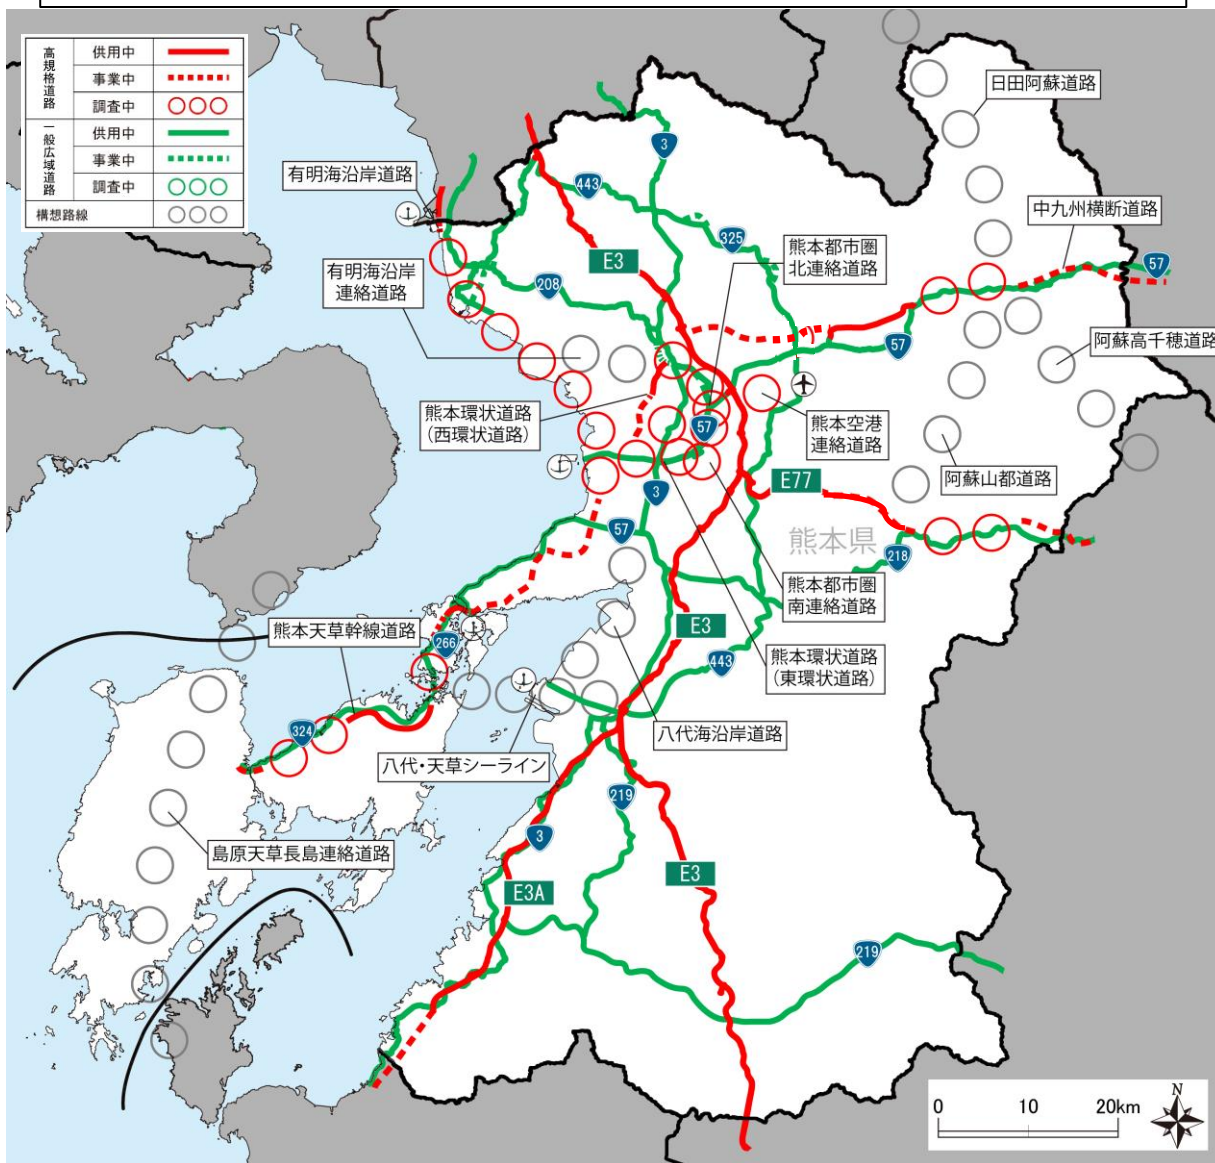 高規格道路
供用中
事業中
調査中
一般広域道路
供用中
事業中
調査中
構想路線
日田阿蘇道路
3
有明海沿岸道路
443
中九州横断道路
325
熊本都市圏
北連絡道路
57
E3
有明海沿岸
連絡道路
208
57
阿蘇高千穂道路
熊本環状道路
(西環状道路)
57
熊本空港
連絡道路
阿蘇山都道路
E77
3
57
熊本県
218
熊本都市圏
南連絡道路
熊本天草幹線道路
266
E3
443
熊本環状道路
(東環状道路)
324
八代海沿岸道路
八代・天草シーライン
219
3
島原天草長島連絡道路
E3
E3A
219
N
0
10
20km